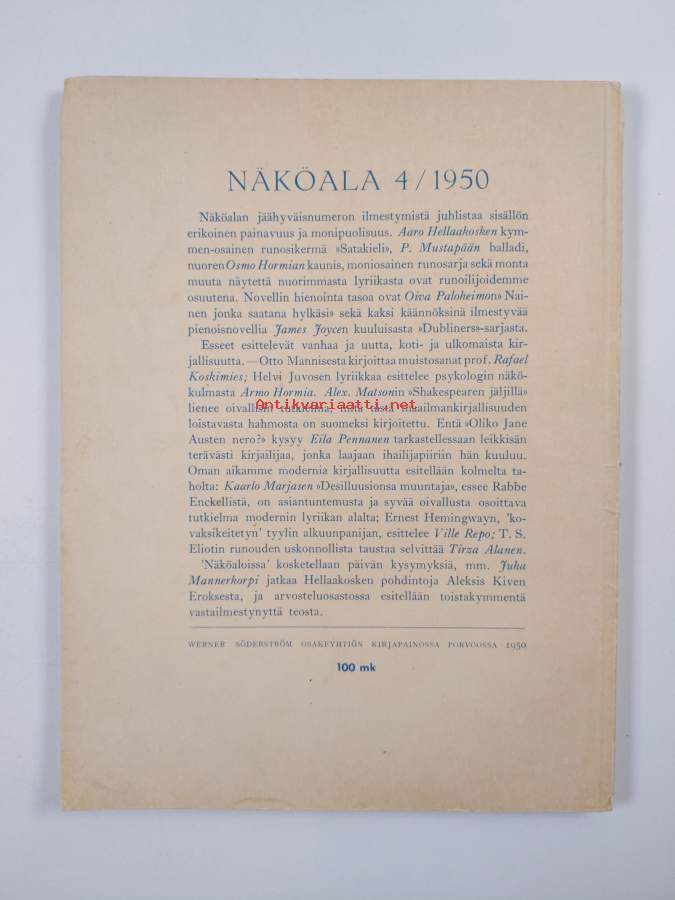 NÄKÖALA 4/1950
Näköalan jäähyväisnumeron ilmestymistä juhlistaa sisällön
erikoinen painavuus ja monipuolisuus. Aaro Hellaakosken kym-
men-osainen runosikermä »Satakieli», P. Mustapään balladi,
nuoren Osmo Hormian kaunis, moniosainen runosarja sekä monta
muuta näytettä nuorimmasta lyriikasta ovat runoilijoidemme
osuutena. Novellin hienointa tasoa ovat Oiva Paloheimon» Nai-
nen jonka saatana hylkäsi» sekä kaksi käännöksinä ilmestyvää
pienoisnovellia James Joycen kuuluisasta »Dubliners»-sarjasta.
Esseet esittelevät vanhaa ja uutta, koti- ja ulkomaista kir-
jallisuutta. — Otto Mannisesta kirjoittaa muistosanat prof. Rafael
Koskimies; Helvi Juvosen lyriikkaa esittelee psykologin näkö-
kulmasta Armo Hormia. Alex. Matsonin »Shakespearen jäljillä»
lienee oivallisin tutkielma, mitä tästä maailmankirjallisuuden
Antikvariaatti.net
loistavasta hahmosta on suomeksi kirjoitettu. Entä »Oliko Jane
Austen nero?» kysyy Eila Pennanen tarkastellessaan leikkisän
terävästi kirjailijaa, jonka laajaan ihailijapiiriin hän kuuluu.
Oman aikamme modernia kirjallisuutta esitellään kolmelta ta-
holta: Kaarlo Marjasen »Desilluusionsa muuntaja», essee Rabbe
Enckellistä, on asiantuntemusta ja syvää oivallusta osoittava
tutkielma modernin lyriikan alalta; Ernest Hemingwayn, 'ko-
vaksikeitetyn' tyylin alkuunpanijan, esittelee Ville Repo; T. S.
Eliotin runouden uskonnollista taustaa selvittää Tirza Alanen.
'Näköaloissa' kosketellaan päivän kysymyksiä, mm. Juha
Mannerkorpi jatkaa Hellaakosken pohdintoja Aleksis Kiven
Eroksesta, ja arvosteluosastossa esitellään toistakymmentä
vastailmestynyttä teosta.
WERNER SÖDERSTRÖM OSAKEYHTIÖN KIRJAPAINOSSA PORVOOSSA 1950
100 mk